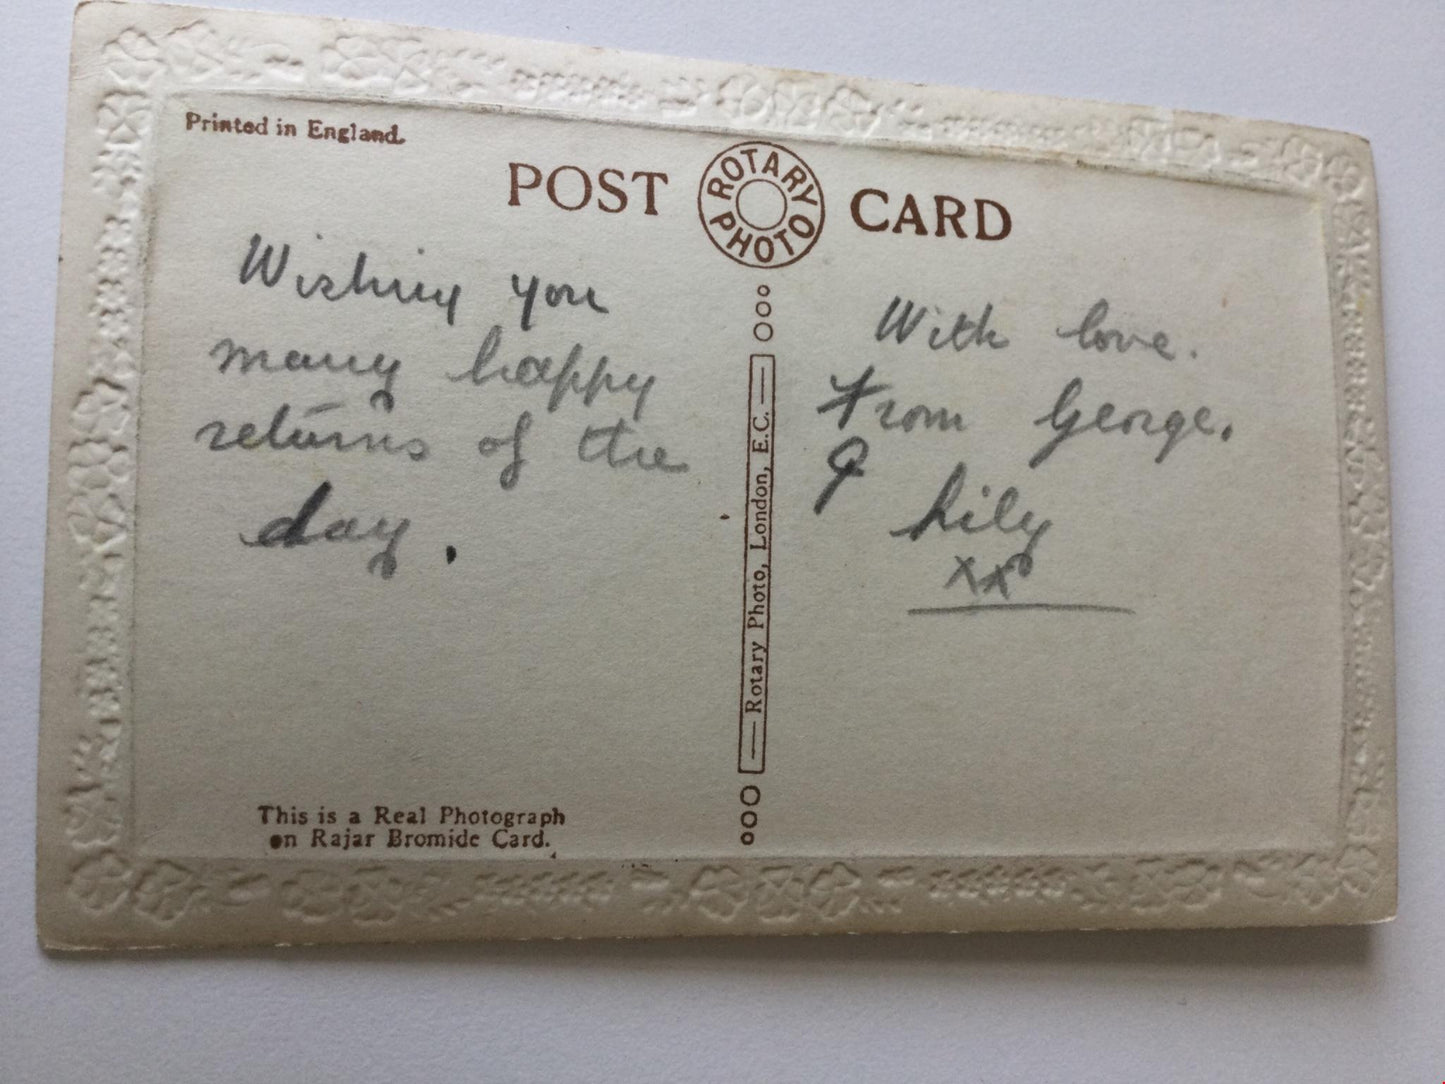 Printed in England.
POST CARD
ROTARY
PHOTO
Wishing you
many happy
returns of the
day.
With love.
From George.
&
Lily
xx
Rotary Photo, London, E.C.
This is a Real Photograph
on Rajar Bromide Card.